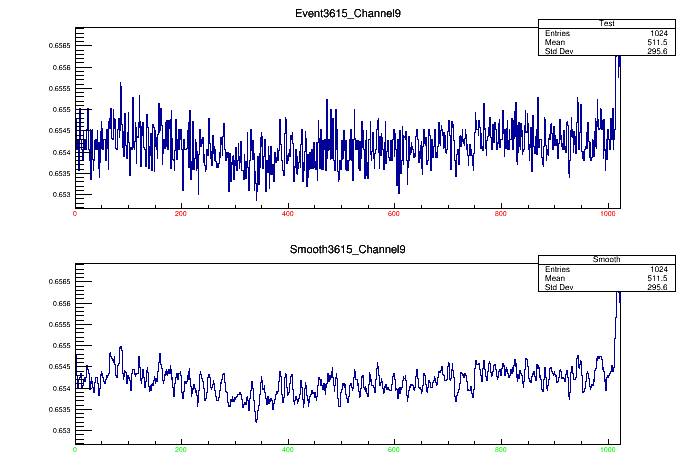 Event3615_Channel9
Test
Entries 1024
Mean 511.5
Std Dev 295.6
0.6565
0.656
0.6555
0.655
0.6545
0.654
0.6535
0.653
0 200 400 600 800 1000
Smooth3615_Channel9
Smooth
Entries 1024
Mean 511.5
Std Dev 295.6
0.6565
0.656
0.6555
0.655
0.6545
0.654
0.6535
0.653
0 200 400 600 800 1000